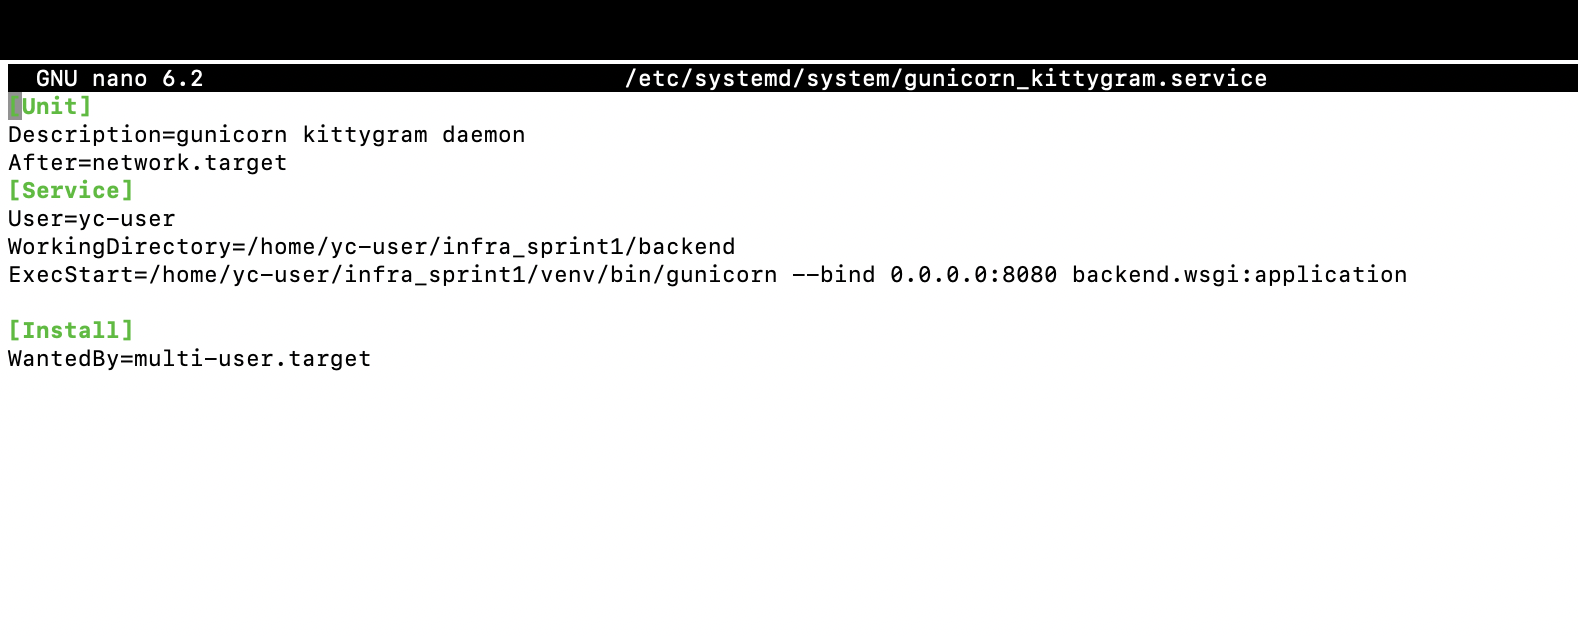 GNU nano 6.2 /etc/systemd/system/gunicorn_kittygram.service
[Unit]
Description=gunicorn kittygram daemon
After=network.target
[Service]
User=yc-user
WorkingDirectory=/home/yc-user/infra_sprint1/backend
ExecStart=/home/yc-user/infra_sprint1/venv/bin/gunicorn --bind 0.0.0.0:8080 backend.wsgi:application
[Install]
WantedBy=multi-user.target